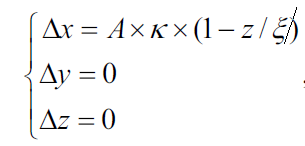 Δx = A×κ×(1−z/ξ)
Δy = 0
Δz = 0
,